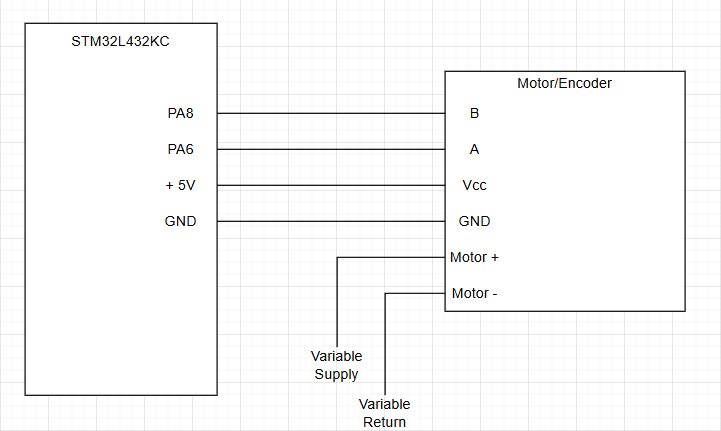 STM32L432KC
Motor/Encoder
PA8
B
PA6
A
+ 5V
Vcc
GND
GND
Motor +
Motor -
Variable
Supply
Variable
Return